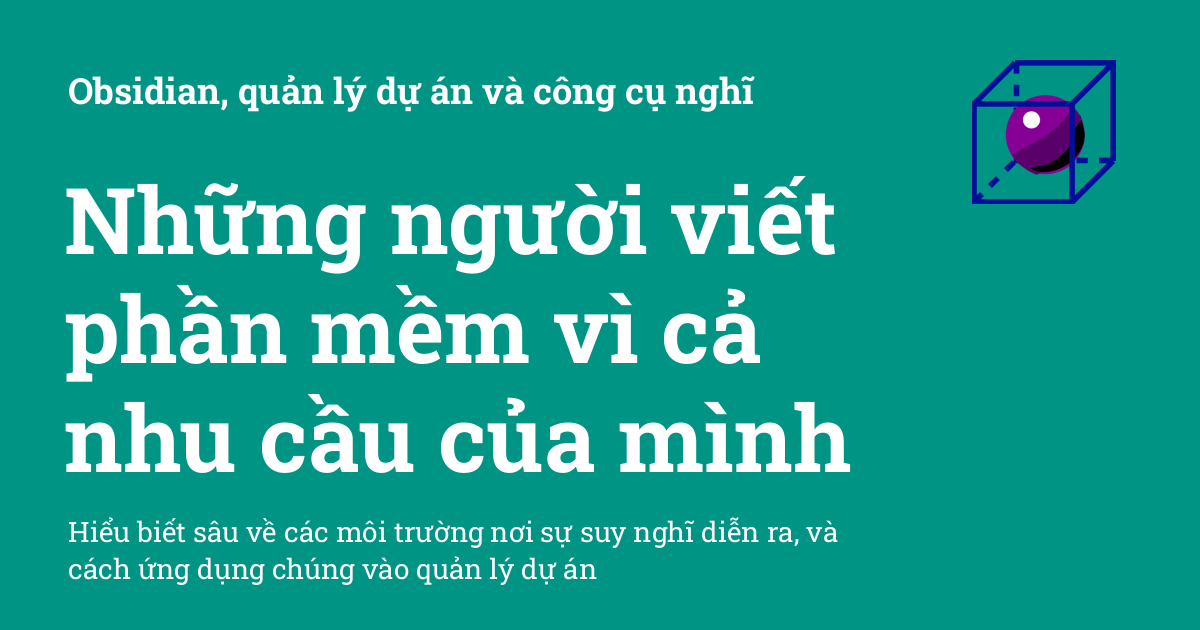 Obsidian, quản lý dự án và công cụ nghĩ
Những người viết
phần mềm vì cả
nhu cầu của mình
Hiểu biết sâu về các môi trường nơi sự suy nghĩ diễn ra, và
cách ứng dụng chúng vào quản lý dự án